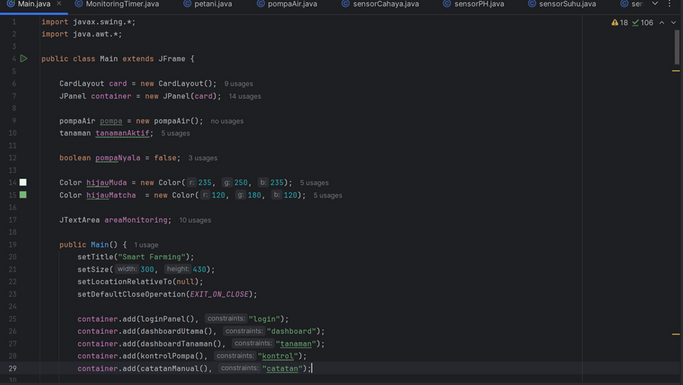 Main.java MonitoringTimer.java petani.java pompaAir.java sensorCahaya.java sensorPH.java sensorSuhu.java
18 106
1 import javax.swing.*;
2 import java.awt.*;
3
4 public class Main extends JFrame {
5
6 CardLayout card = new CardLayout(); 9 usages
7 JPanel container = new JPanel(card); 14 usages
8
9 pompaAir pompa = new pompaAir(); no usages
10 tanaman tanamanAktif; 5 usages
11
12 boolean pompaNyala = false; 3 usages
13
14 Color hijauMuda = new Color( r: 235, g: 250, b: 235); 5 usages
15 Color hijauMatcha = new Color( r: 120, g: 180, b: 120); 5 usages
16
17 JTextArea areaMonitoring; 10 usages
18
19 public Main() { 1 usage
20 setTitle("Smart Farming");
21 setSize( width: 300, height: 430);
22 setLocationRelativeTo(null);
23 setDefaultCloseOperation(EXIT_ON_CLOSE);
24
25 container.add(loginPanel(), constraints: "login");
26 container.add(dashboardUtama(), constraints: "dashboard");
27 container.add(dashboardTanaman(), constraints: "tanaman");
28 container.add(kontrolPompa(), constraints: "kontrol");
29 container.add(catatanManual(), constraints: "catatan");